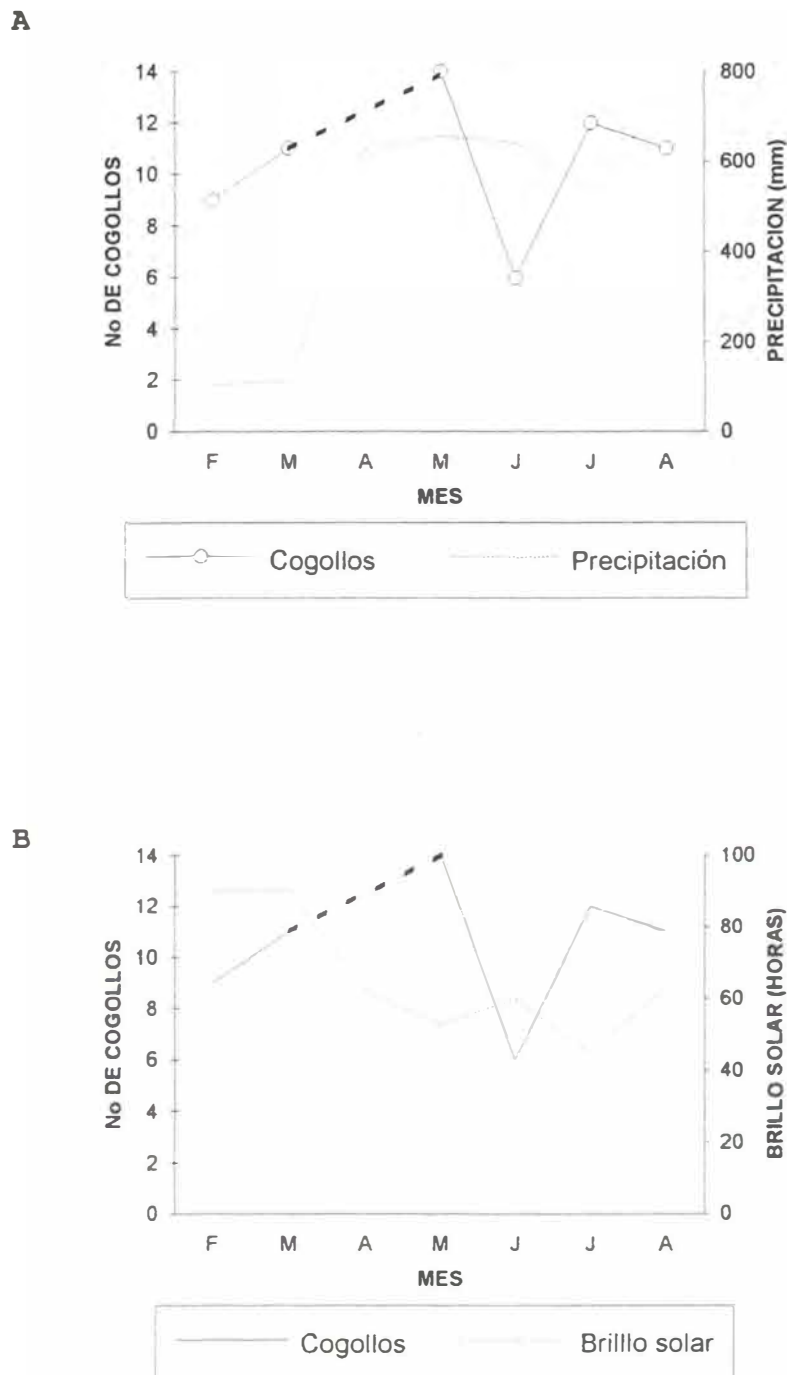 A
No DE COGOLLOS
14
12
10
8
6
4
2
0
800
600
400
200
0
PRECIPITACION (mm)
F M A M J J A
MES
Cogollos Precipitación
B
No DE COGOLLOS
14
12
10
8
6
4
2
0
100
80
60
40
20
0
BRILLO SOLAR (HORAS)
F M A M J J A
MES
Cogollos Brilllo solar